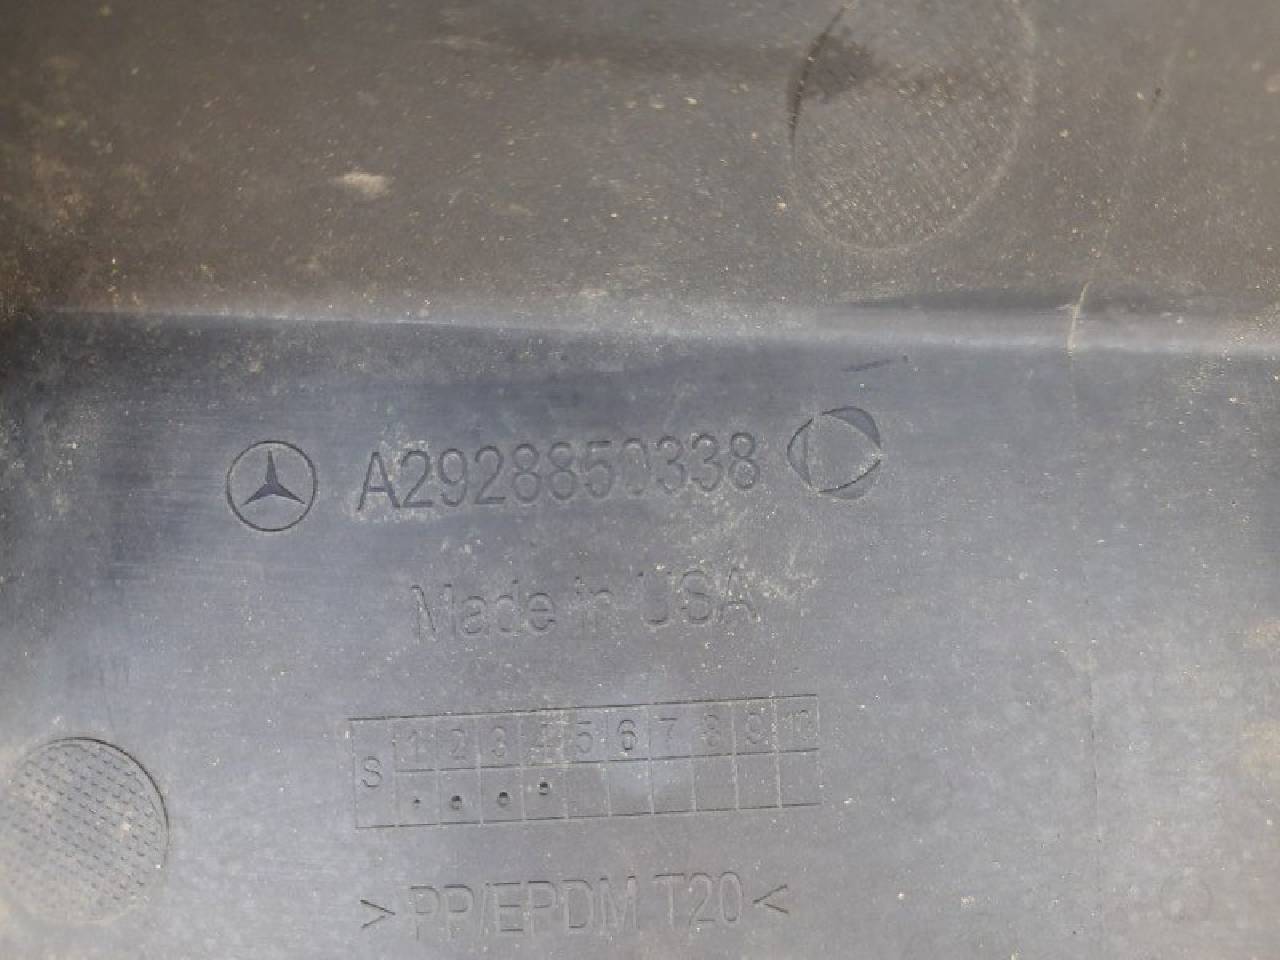 A2928850338
Made in USA
S 1 2 3 4 5 6 7 8 9 10
>PP/EPDM T20<